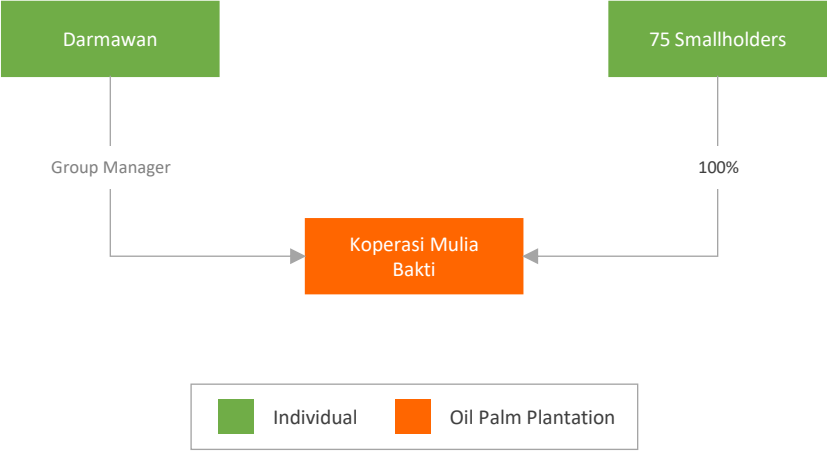 Darmawan
75 Smallholders
Group Manager
100%
Koperasi Mulia
Bakti
Individual
Oil Palm Plantation